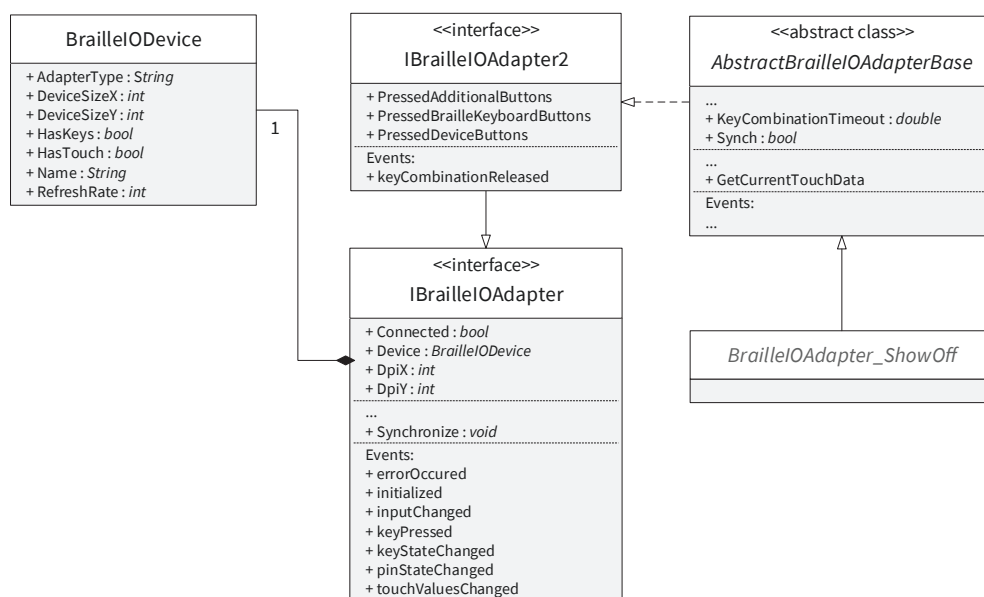 BrailleIODevice
+ AdapterType : String
+ DeviceSizeX : int
+ DeviceSizeY : int
+ HasKeys : bool
+ HasTouch : bool
+ Name : String
+ RefreshRate : int
1
<<interface>>
IBrailleIOAdapter2
+ PressedAdditionalButtons
+ PressedBrailleKeyboardButtons
+ PressedDeviceButtons
Events:
+ keyCombinationReleased
<<abstract class>>
AbstractBrailleIOAdapterBase
...
+ KeyCombinationTimeout : double
+ Synch : bool
...
+ GetCurrentTouchData
Events:
...
<<interface>>
IBrailleIOAdapter
+ Connected : bool
+ Device : BrailleIODevice
+ DpiX : int
+ DpiY : int
...
+ Synchronize : void
Events:
+ errorOccured
+ initialized
+ inputChanged
+ keyPressed
+ keyStateChanged
+ pinStateChanged
+ touchValuesChanged
BrailleIOAdapter_ShowOff